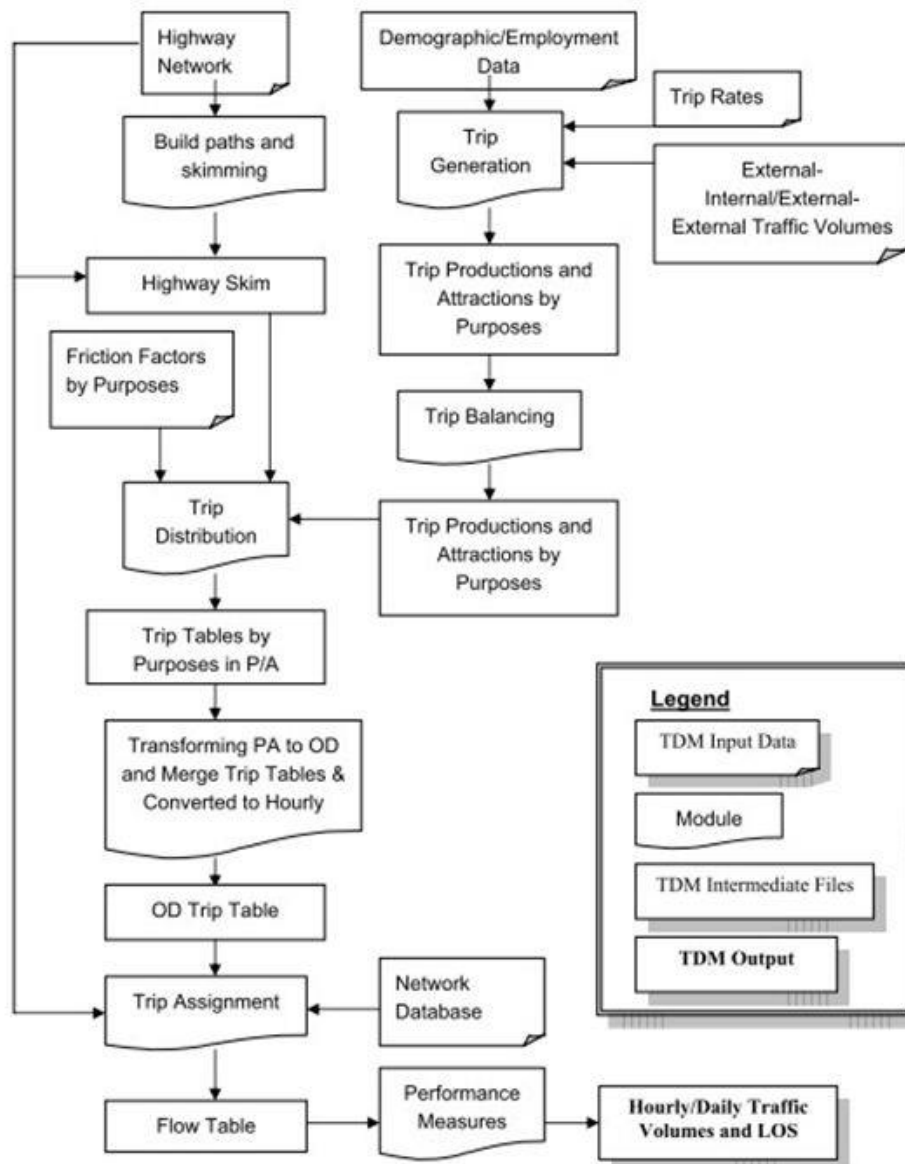 Highway
Network
Demographic/Employment
Data
Trip Rates
Build paths and
skimming
Trip
Generation
External-
Internal/External-
External Traffic Volumes
Highway Skim
Trip Productions and
Attractions by
Purposes
Friction Factors
by Purposes
Trip Balancing
Trip
Distribution
Trip Productions and
Attractions by
Purposes
Trip Tables by
Purposes in P/A
Transforming PA to OD
and Merge Trip Tables &
Converted to Hourly
OD Trip Table
Trip Assignment
Network
Database
Flow Table
Performance
Measures
Hourly/Daily Traffic
Volumes and LOS
Legend
TDM Input Data
Module
TDM Intermediate Files
TDM Output